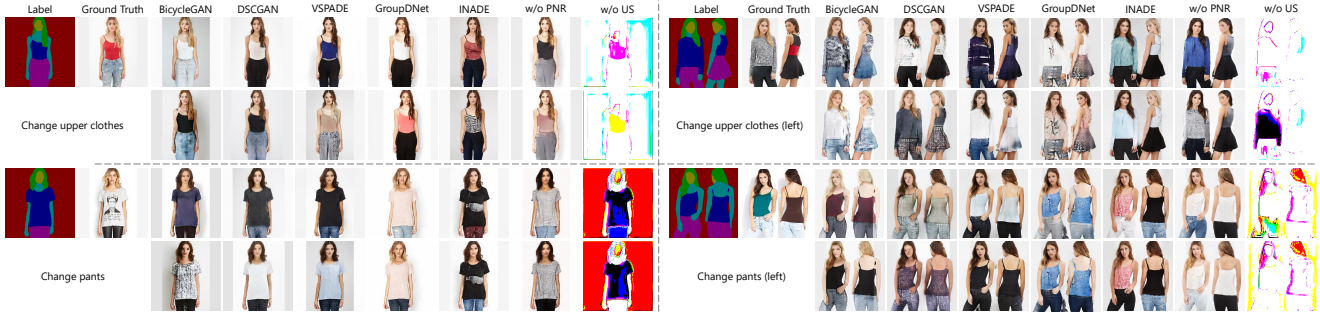 Label Ground Truth BicycleGAN DSCGAN VSPADE GroupDNet INADE w/o PNR w/o US
Change upper clothes
Change pants
Label Ground Truth BicycleGAN DSCGAN VSPADE GroupDNet INADE w/o PNR w/o US
Change upper clothes (left)
Change pants (left)